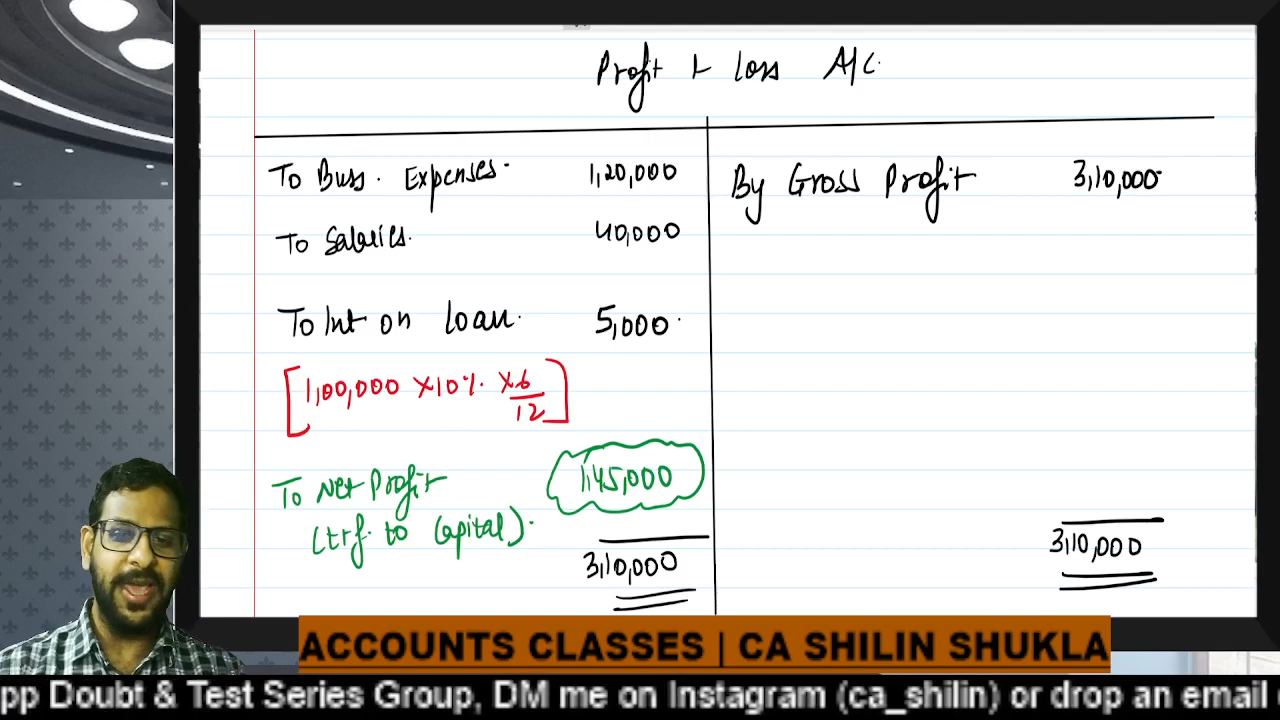 Profit & Loss A/C.
To Buss. Expenses. 1,20,000
By Gross Profit 3,10,000
To Salaries. 40,000
To Int on loan. 5,000
[1,00,000 × 10% × 6/12]
To Net Profit 1,45,000
(trf. to Capital).
3,10,000
3,10,000
ACCOUNTS CLASSES | CA SHILIN SHUKLA
pp Doubt & Test Series Group, DM me on Instagram (ca_shilin) or drop an email